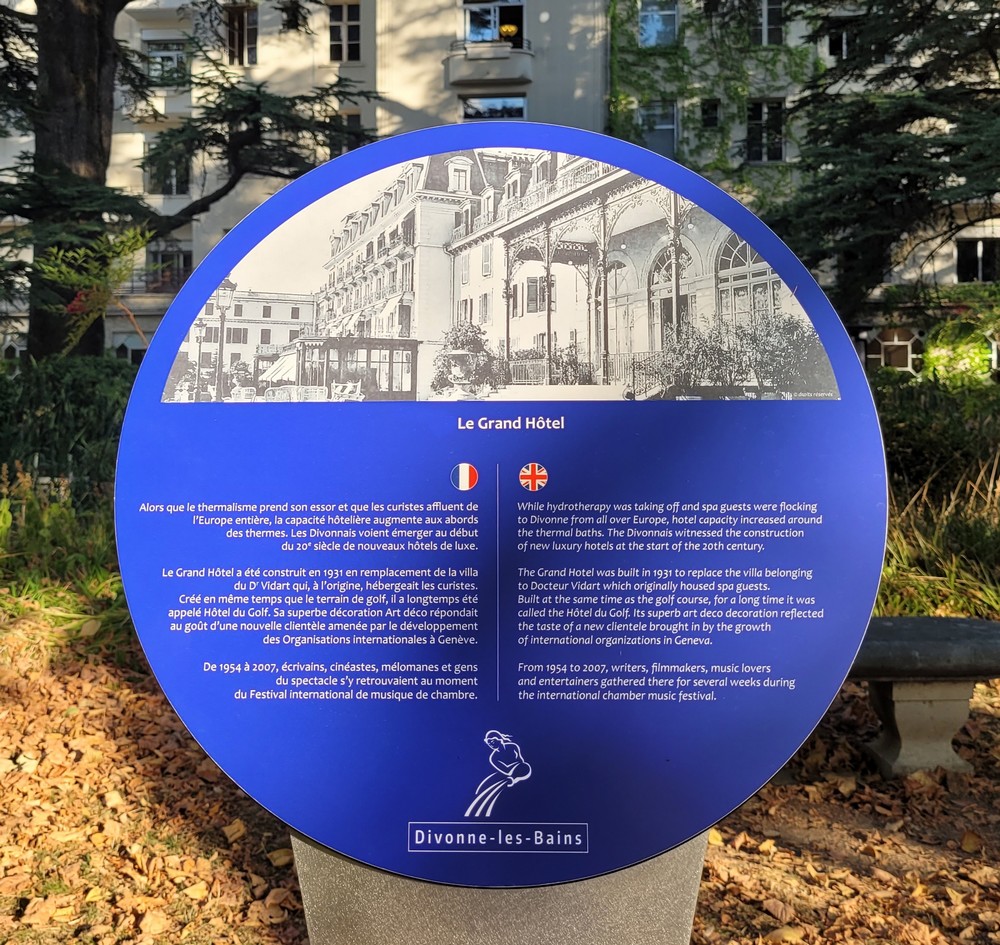 © droits réservés
Le Grand Hôtel
Alors que le thermalisme prend son essor et que les curistes affluent de
l'Europe entière, la capacité hôtelière augmente aux abords
des thermes. Les Divonnais voient émerger au début
du 20e siècle de nouveaux hôtels de luxe.
Le Grand Hôtel a été construit en 1931 en remplacement de la villa
du Dr Vidart qui, à l'origine, hébergeait les curistes.
Créé en même temps que le terrain de golf, il a longtemps été
appelé Hôtel du Golf. Sa superbe décoration Art déco répondait
au goût d'une nouvelle clientèle amenée par le développement
des Organisations internationales à Genève.
De 1954 à 2007, écrivains, cinéastes, mélomanes et gens
du spectacle s'y retrouvaient au moment
du Festival international de musique de chambre.
While hydrotherapy was taking off and spa guests were flocking
to Divonne from all over Europe, hotel capacity increased around
the thermal baths. The Divonnais witnessed the construction
of new luxury hotels at the start of the 20th century.
The Grand Hotel was built in 1931 to replace the villa belonging
to Docteur Vidart which originally housed spa guests.
Built at the same time as the golf course, for a long time it was
called the Hôtel du Golf. Its superb art deco decoration reflected
the taste of a new clientele brought in by the growth
of international organizations in Geneva.
From 1954 to 2007, writers, filmmakers, music lovers
and entertainers gathered there for several weeks during
the international chamber music festival.
Divonne-les-Bains